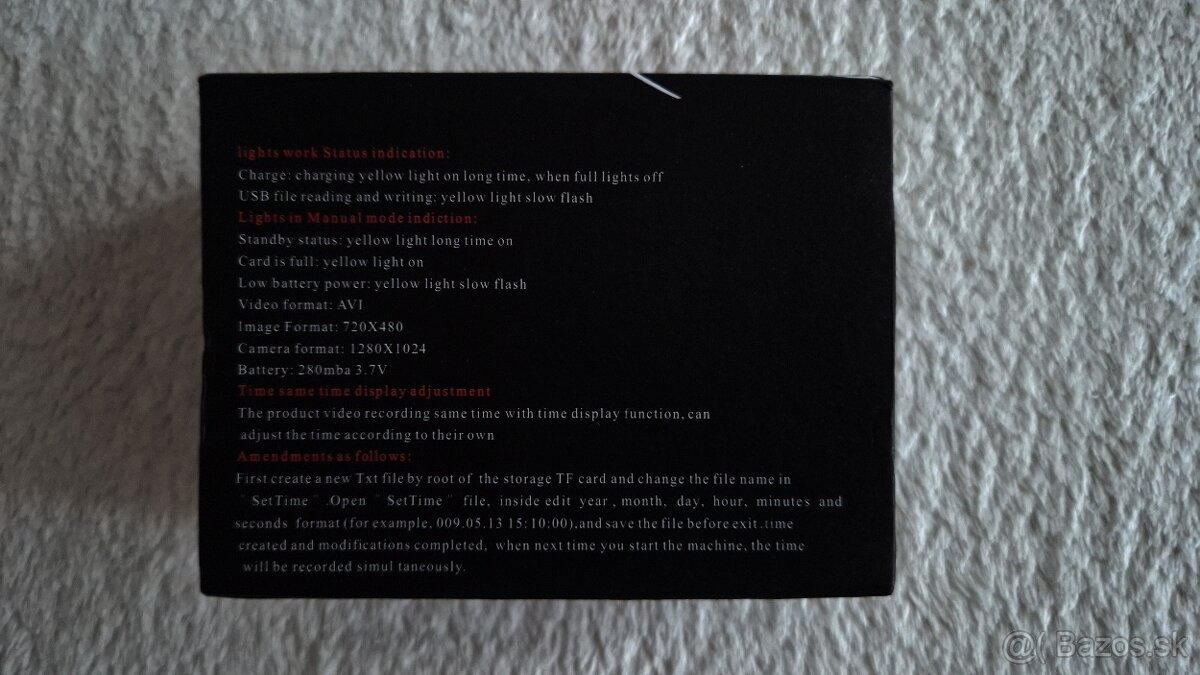 lights work Status indication:
Charge: charging yellow light on long time, when full lights off
USB file reading and writing: yellow light slow flash
Lights in Manual mode indiction:
Standby status: yellow light long time on
Card is full: yellow light on
Low battery power: yellow light slow flash
Video format: AVI
Image Format: 720X480
Camera format: 1280X1024
Battery: 280mba 3.7V
Time same time display adjustment
The product video recording same time with time display function, can
adjust the time according to their own
Amendments as follows:
First create a new Txt file by root of the storage TF card and change the file name in
"SetTime".Open "SetTime" file, inside edit year, month, day, hour, minutes and
seconds format (for example, 009.05.13 15:10:00),and save the file before exit.time
created and modifications completed, when next time you start the machine, the time
will be recorded simul taneously.
@( Bazos.sk